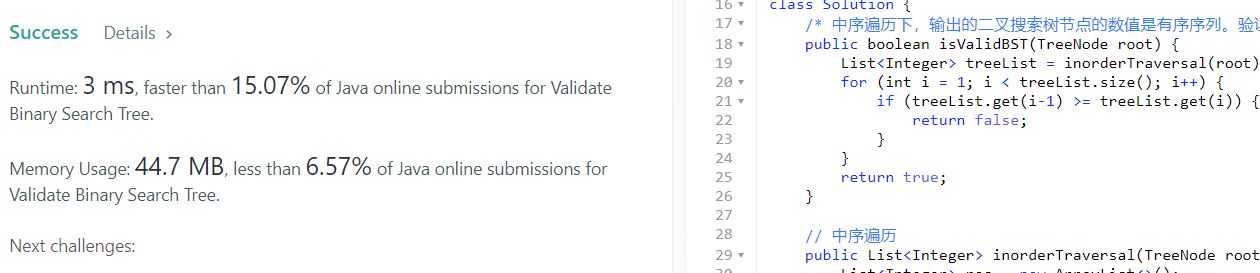 Success Details >
Runtime: 3 ms, faster than 15.07% of Java online submissions for Validate
Binary Search Tree.
Memory Usage: 44.7 MB, less than 6.57% of Java online submissions for
Validate Binary Search Tree.
Next challenges:
16 class Solution {
17 /* 中序遍历下，输出的二叉搜索树节点的数值是有序序列。验
18 public boolean isValidBST(TreeNode root) {
19 List<Integer> treeList = inorderTraversal(root)
20 for (int i = 1; i < treeList.size(); i++) {
21 if (treeList.get(i-1) >= treeList.get(i)) {
22 return false;
23 }
24 }
25 return true;
26 }
27
28 // 中序遍历
29 public List<Integer> inorderTraversal(TreeNode root
30 List<Integer> res = new ArrayList<>();